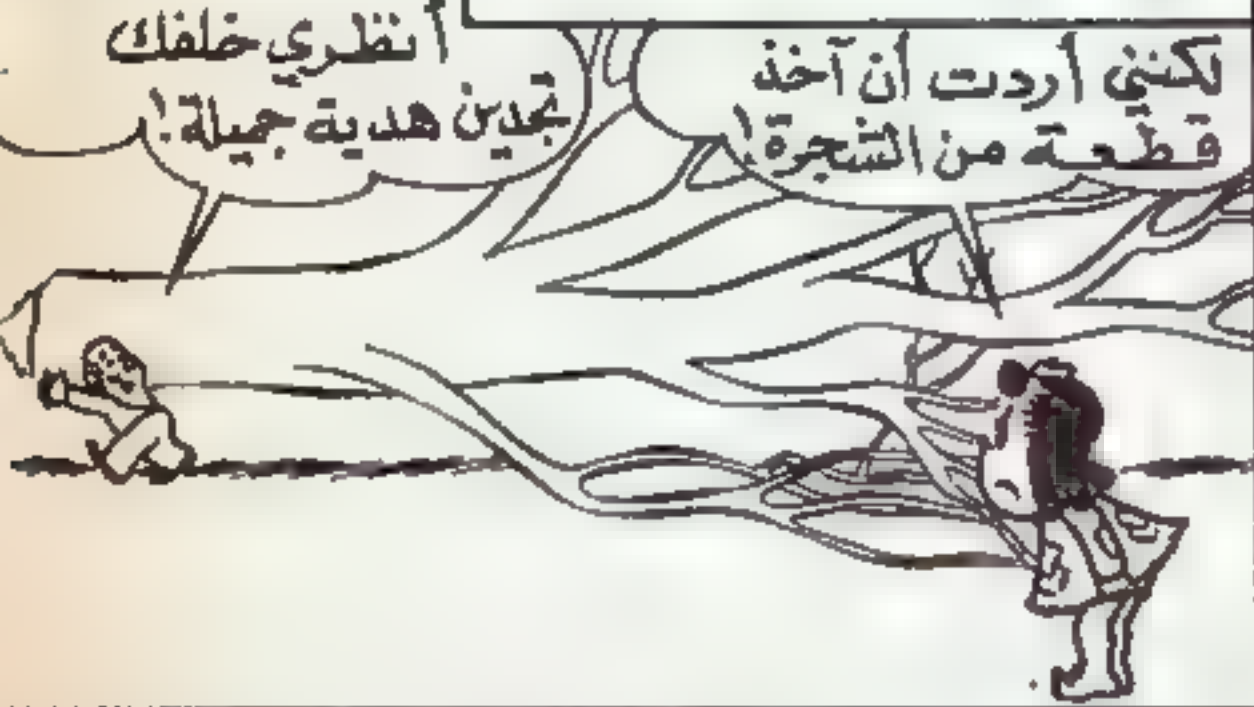 لكنني أردت أن آخذ
قطعة من الشجرة!
أنظري خلفك
تجدين هدية جميلة!